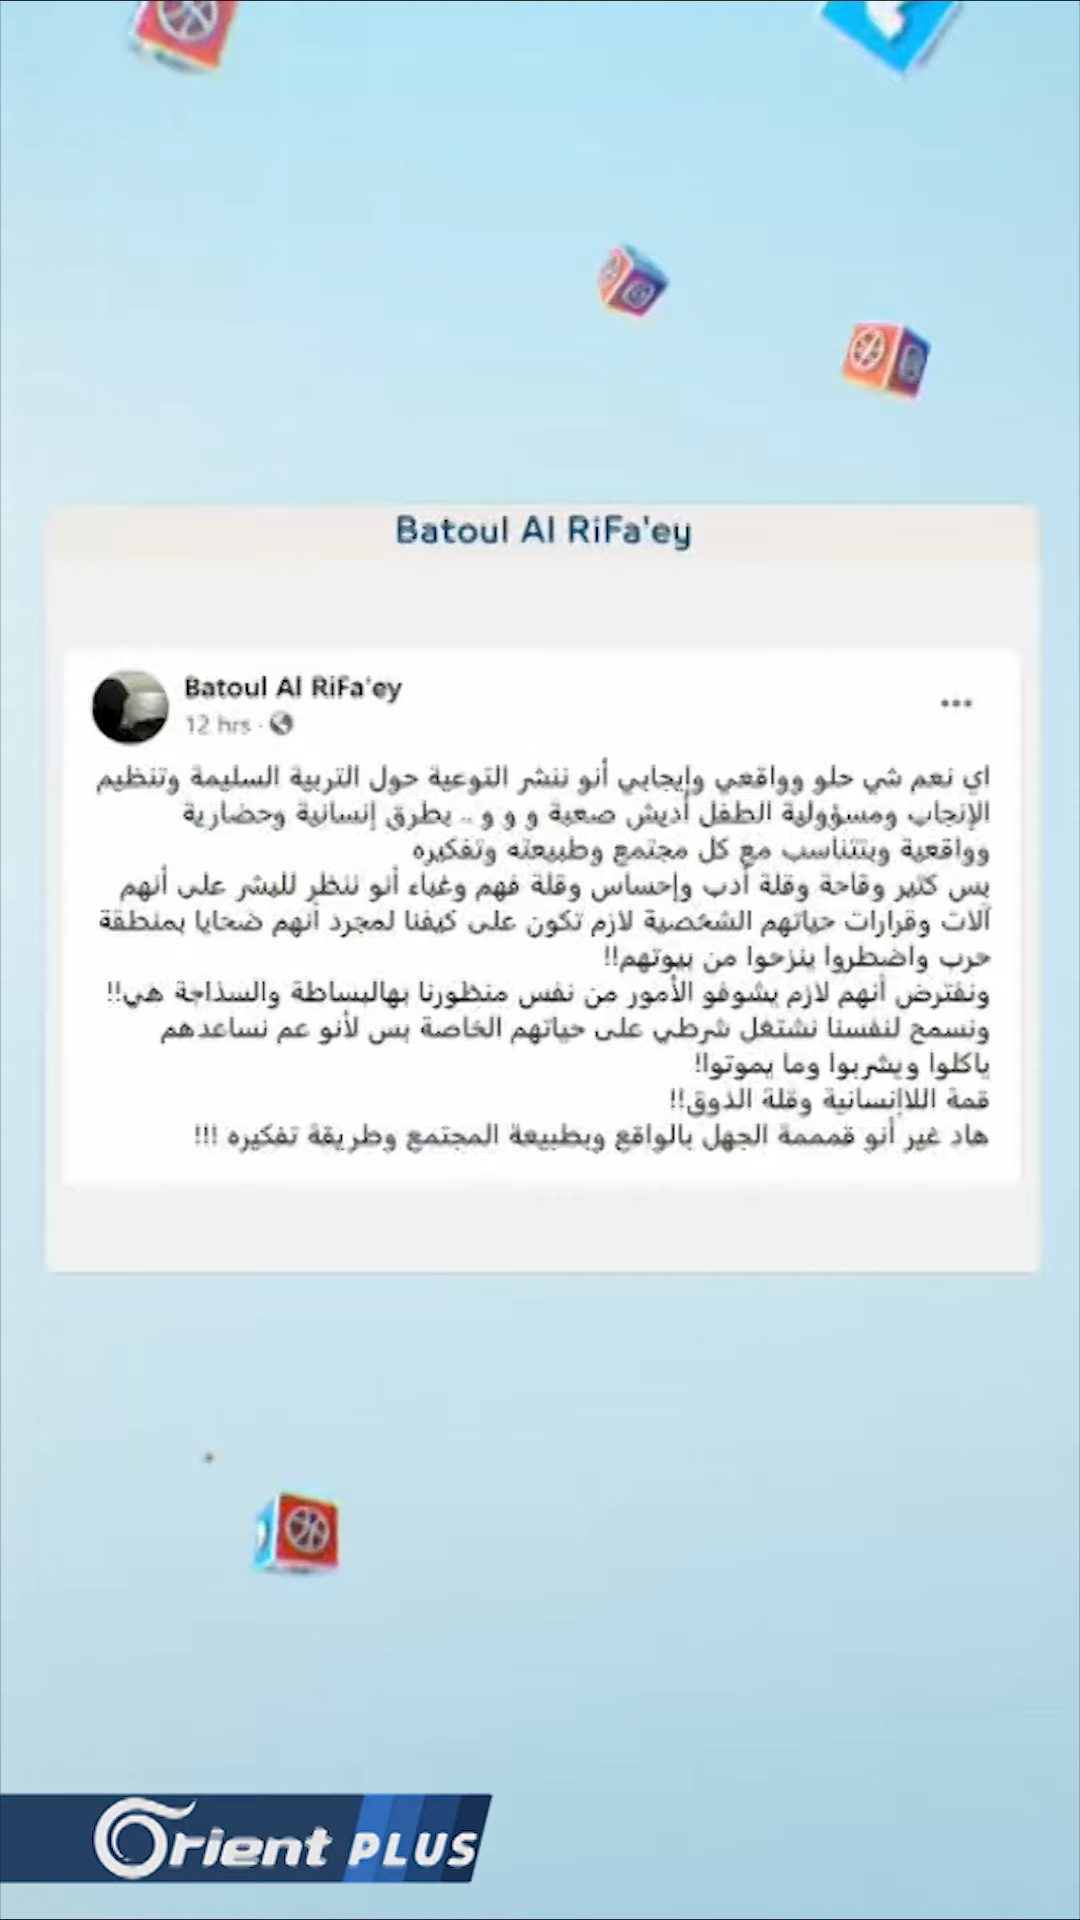 Batoul Al RiFa'ey
Batoul Al RiFa'ey
12 hrs ·
اي نعم شي حلو وواقعي وإيجابي أنو ننشر التوعية حول التربية السليمة وتنظيم
الإنجاب ومسؤولية الطفل أديش صعبة و و و .. بطرق إنسانية وحضارية
وواقعية وبتتناسب مع كل مجتمع وطبيعته وتفكيره
بس كتير وقاحة وقلة أدب وإحساس وقلة فهم وغباء أنو ننظر للبشر على أنهم
آلات وقرارات حياتهم الشخصية لازم تكون على كيفنا لمجرد أنهم ضحايا بمنطقة
حرب واضطروا ينزحوا من بيوتهم!!
ونفترض أنهم لازم يشوفو الأمور من نفس منظورنا بهالبساطة والسذاجة هي!!
ونسمح لنفسنا نشتغل شرطي على حياتهم الخاصة بس لأنو عم نساعدهم
ياكلوا ويشربوا وما يموتوا!
قمة اللاإنسانية وقلة الذوق!!
هاد غير أنو قمممة الجهل بالواقع وبطبيعة المجتمع وطريقة تفكيره !!!
Orient PLUS